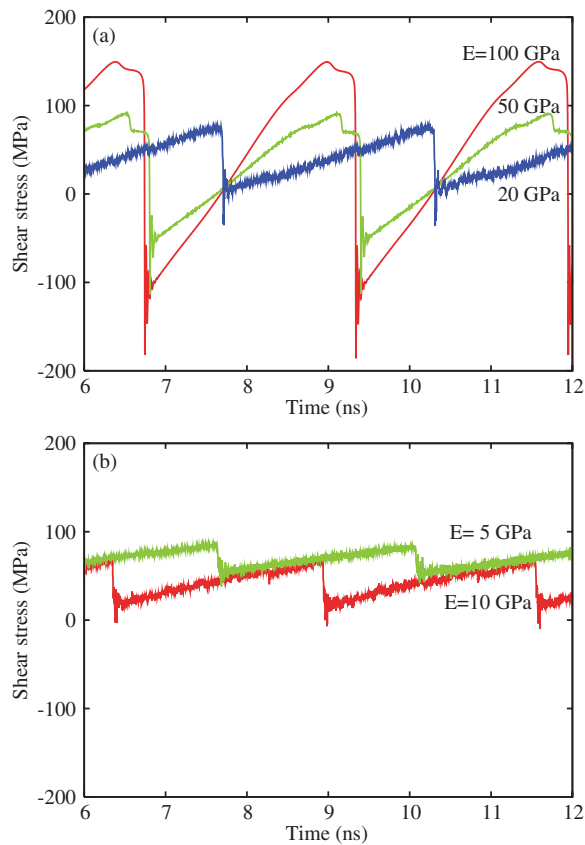 200
(a)
E=100 GPa
100
50 GPa
Shear stress (MPa)
0
20 GPa
-100
-200
6 7 8 9 10 11 12
Time (ns)
200
(b)
100
E= 5 GPa
Shear stress (MPa)
E=10 GPa
0
-100
-200
6 7 8 9 10 11 12
Time (ns)